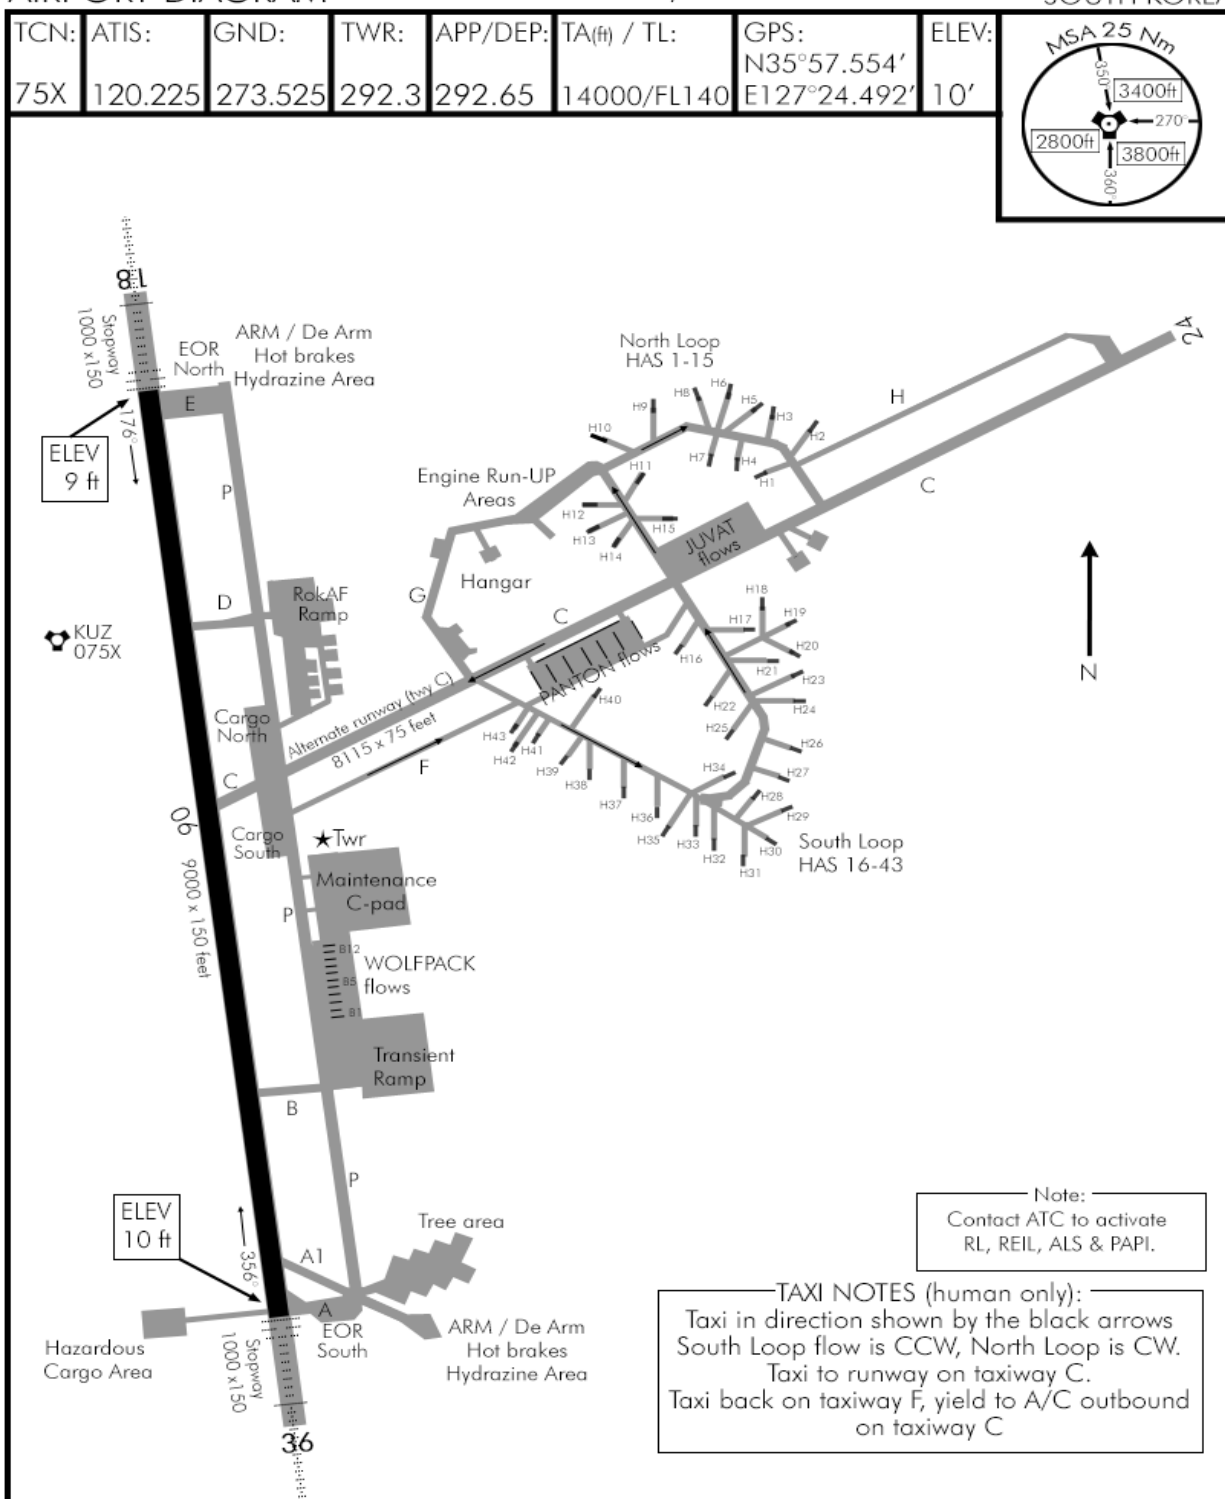 AIRPORT DIAGRAM
SOUTH KOREA
TCN: ATIS: GND: TWR: APP/DEP: TA(ft) / TL: GPS: ELEV:
N35°57.554′
75X 120.225 273.525 292.3 292.65 14000/FL140 E127°24.492′ 10′
MSA 25 Nm
350°
3400ft
270°
2800ft
3800ft
360°
18
Stopway
1000 x150
EOR
North
ARM / De Arm
Hot brakes
Hydrazine Area
E
ELEV
9 ft
176°
P
North Loop
HAS 1-15
24
H
C
H10
H9
H8
H6
H5
H3
H2
H7
H4
H1
H11
H12
H13
H14
H15
Engine Run-UP
Areas
JUVAT
flows
Hangar
G
C
D
RokAF
Ramp
KUZ
075X
PANTON flows
H16
H17
H18
H19
H20
H21
H22
H23
H24
H25
H26
H27
H28
H29
H30
H31
H32
H33
H34
H35
H36
H37
H38
H39
H40
H41
H42
H43
N
Cargo
North
Alternate runway (twy C)
8115 x 75 feet
C
F
06
Cargo
South
Twr
South Loop
HAS 16-43
Maintenance
C-pad
9000 x 150 feet
P
B12
B5
B1
WOLFPACK
flows
Transient
Ramp
B
P
ELEV
10 ft
356°
A1
Tree area
A
EOR
South
ARM / De Arm
Hot brakes
Hydrazine Area
Hazardous
Cargo Area
Stopway
1000 x150
36
Note:
Contact ATC to activate
RL, REIL, ALS & PAPI.
TAXI NOTES (human only):
Taxi in direction shown by the black arrows
South Loop flow is CCW, North Loop is CW.
Taxi to runway on taxiway C.
Taxi back on taxiway F, yield to A/C outbound
on taxiway C